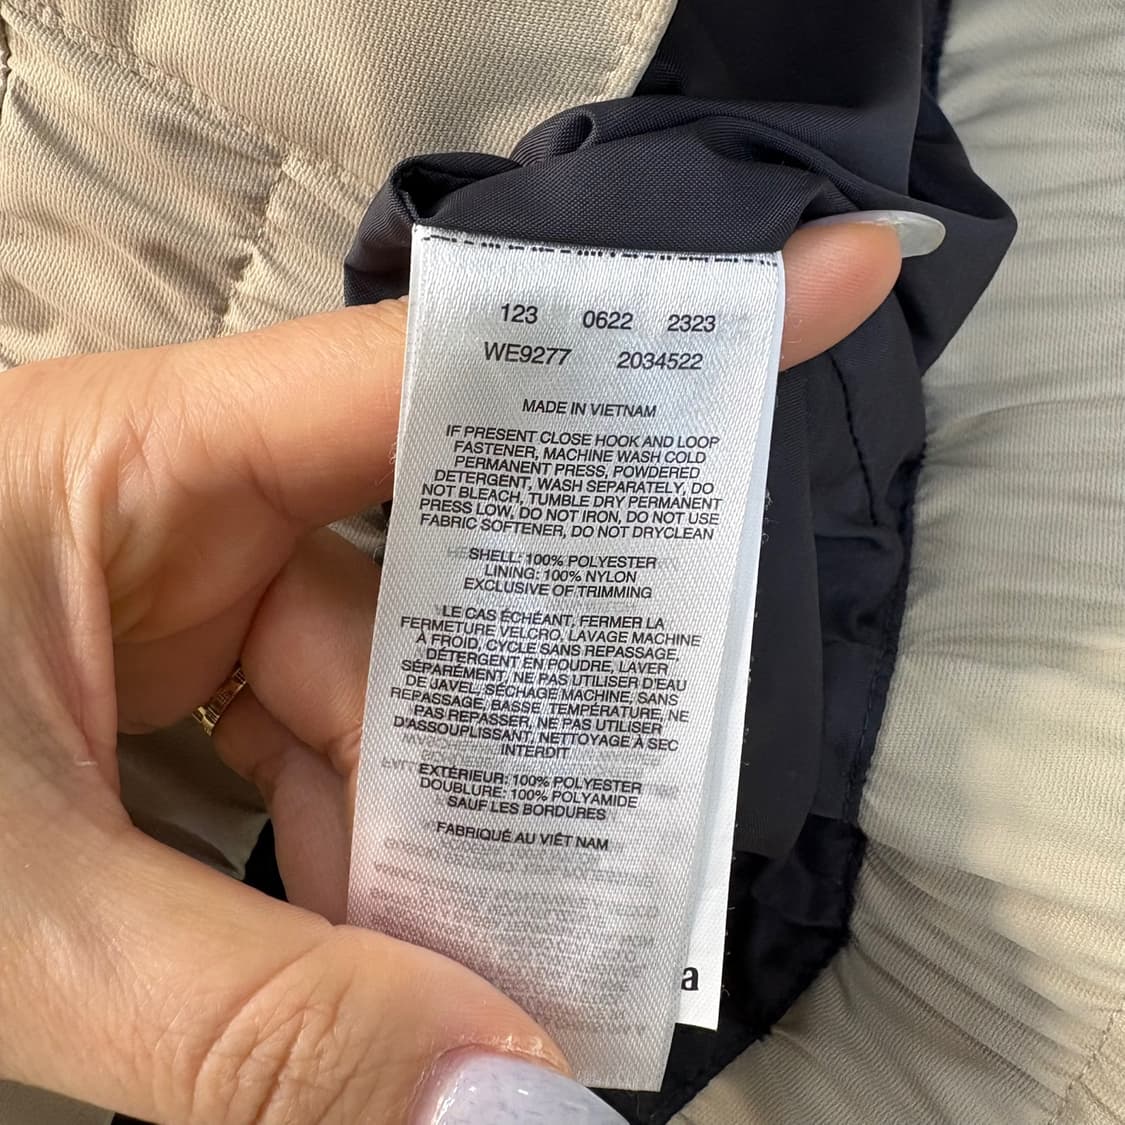 123 0622 2323
WE9277 2034522
MADE IN VIETNAM
IF PRESENT CLOSE HOOK AND LOOP
FASTENER, MACHINE WASH COLD
PERMANENT PRESS, POWDERED
DETERGENT, WASH SEPARATELY, DO
NOT BLEACH, TUMBLE DRY PERMANENT
PRESS LOW, DO NOT IRON, DO NOT USE
FABRIC SOFTENER, DO NOT DRYCLEAN
SHELL: 100% POLYESTER
LINING: 100% NYLON
EXCLUSIVE OF TRIMMING
LE CAS ÉCHÉANT, FERMER LA
FERMETURE VELCRO, LAVAGE MACHINE
À FROID, CYCLE SANS REPASSAGE,
DÉTERGENT EN POUDRE, LAVER
SÉPARÉMENT, NE PAS UTILISER D'EAU
DE JAVEL, SÉCHAGE MACHINE, SANS
REPASSAGE, BASSE TEMPÉRATURE, NE
PAS REPASSER, NE PAS UTILISER
D'ASSOUPLISSANT, NETTOYAGE À SEC
INTERDIT
EXTÉRIEUR: 100% POLYESTER
DOUBLURE: 100% POLYAMIDE
SAUF LES BORDURES
FABRIQUÉ AU VIÊT NAM
a